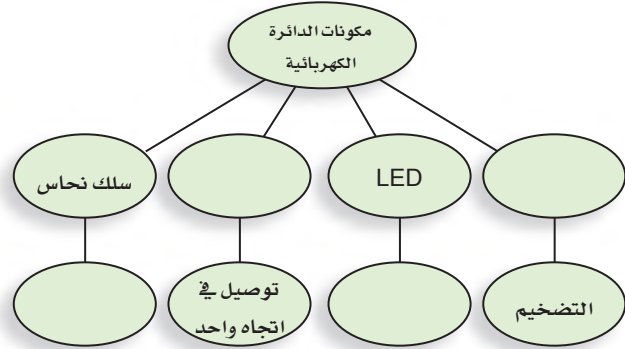 مكونات الدائرة
الكهربائية
سلك نحاس
LED
توصيل في
اتجاه واحد
التضخيم